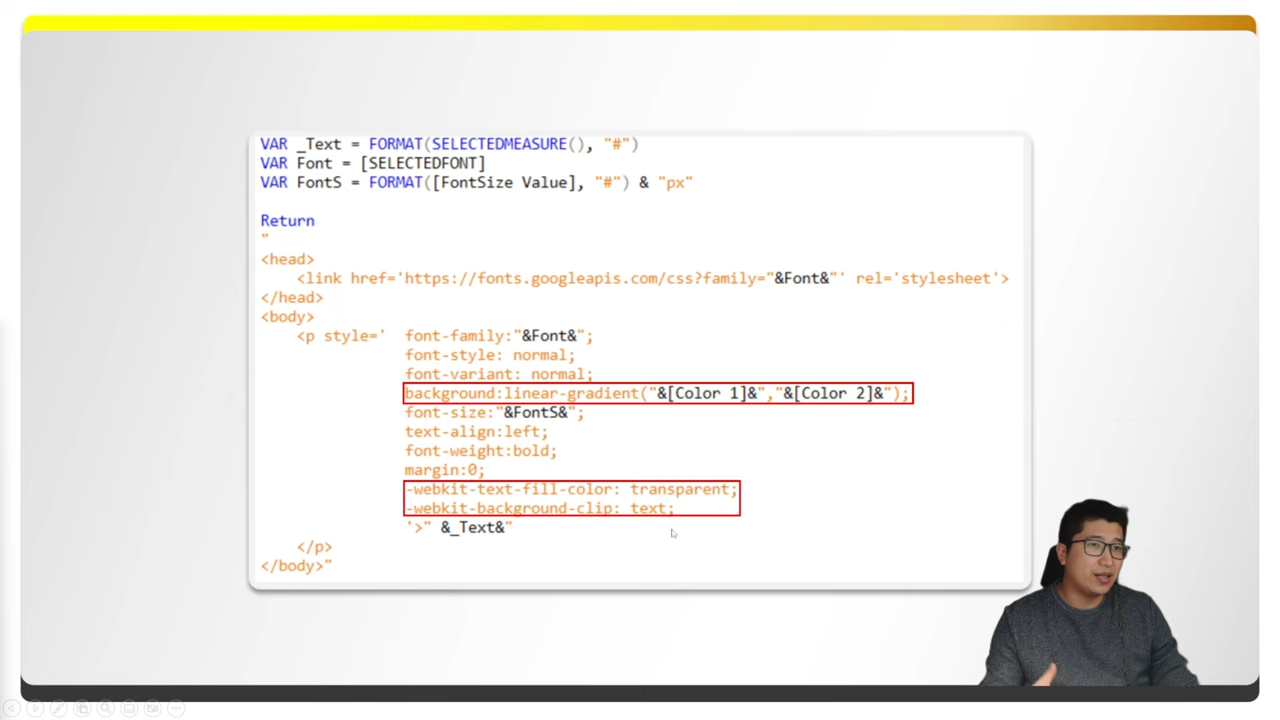 VAR _Text = FORMAT(SELECTEDMEASURE(), "#")
VAR Font = [SELECTEDFONT]
VAR FontS = FORMAT([FontSize Value], "#") & "px"
Return
"
<head>
<link href='https://fonts.googleapis.com/css?family="&Font&"' rel='stylesheet'>
</head>
<body>
<p style=' font-family:"&Font&";
font-style: normal;
font-variant: normal;
background:linear-gradient("&[Color 1]&","&[Color 2]&");
font-size:"&FontS&";
text-align:left;
font-weight:bold;
margin:0;
-webkit-text-fill-color: transparent;
-webkit-background-clip: text;
'>" &_Text&"
</p>
</body>"